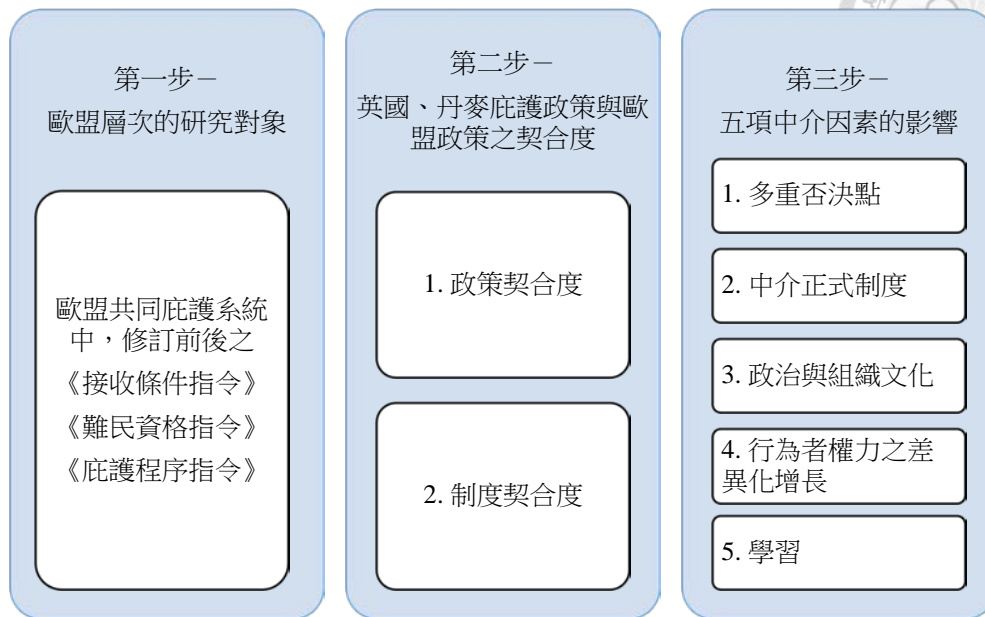 第一步－
歐盟層次的研究對象
歐盟共同庇護系統
中，修訂前後之
《接收條件指令》
《難民資格指令》
《庇護程序指令》
第二步－
英國、丹麥庇護政策與歐
盟政策之契合度
1. 政策契合度
2. 制度契合度
第三步－
五項中介因素的影響
1. 多重否決點
2. 中介正式制度
3. 政治與組織文化
4. 行為者權力之差
異化增長
5. 學習